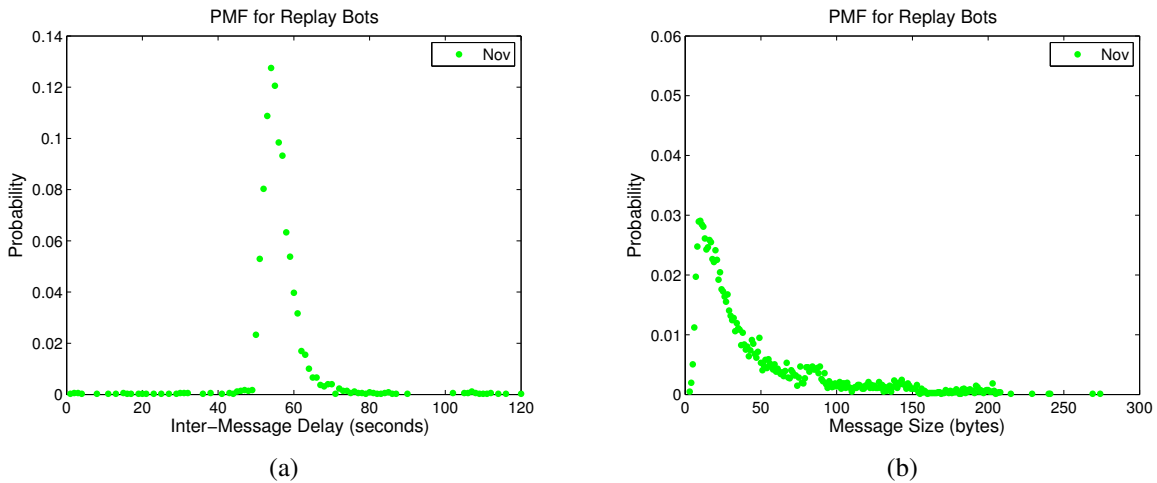 PMF for Replay Bots
0.14
0.12
0.1
0.08
0.06
0.04
0.02
0
Probability
Nov
0 20 40 60 80 100 120
Inter−Message Delay (seconds)
(a)
PMF for Replay Bots
0.06
0.05
0.04
0.03
0.02
0.01
0
Probability
Nov
0 50 100 150 200 250 300
Message Size (bytes)
(b)